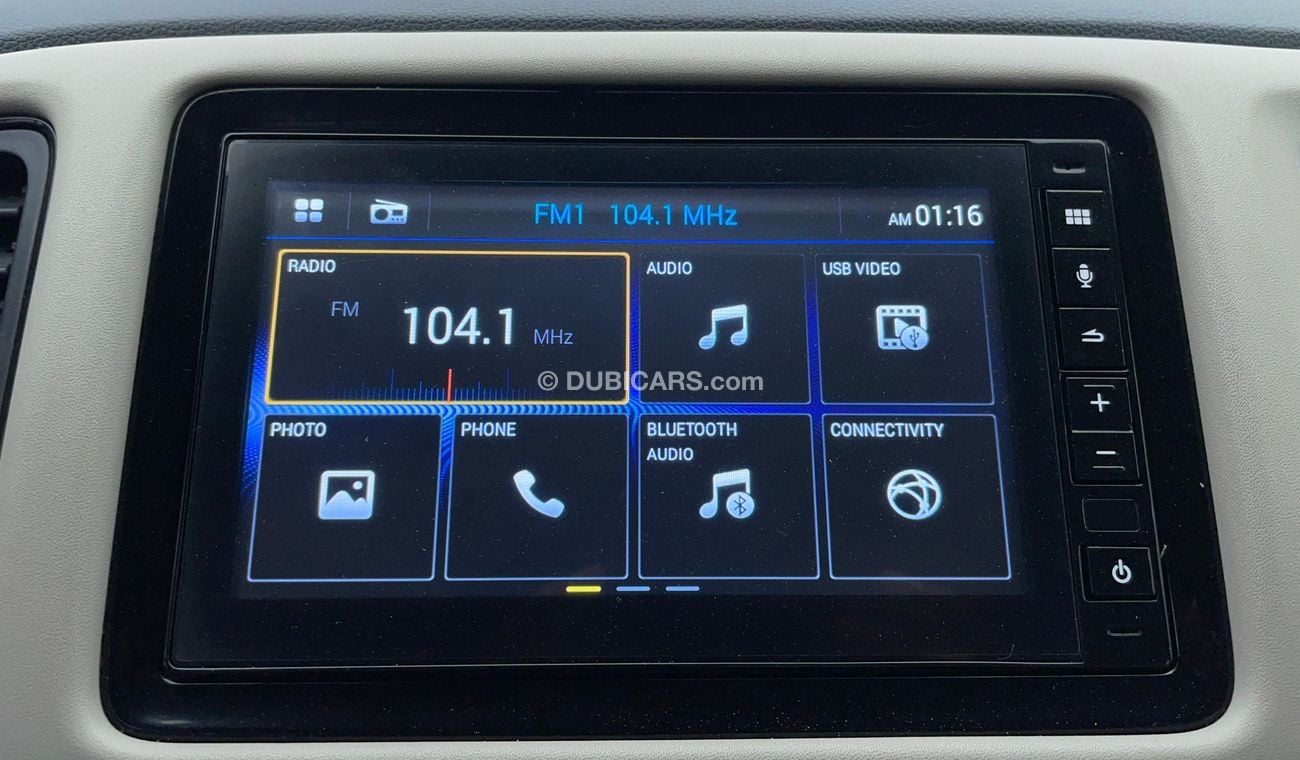 FM1 104.1 MHz
AM 01:16
RADIO
FM 104.1 MHz
AUDIO
USB VIDEO
© DUBICARS.com
PHOTO
PHONE
BLUETOOTH
AUDIO
CONNECTIVITY